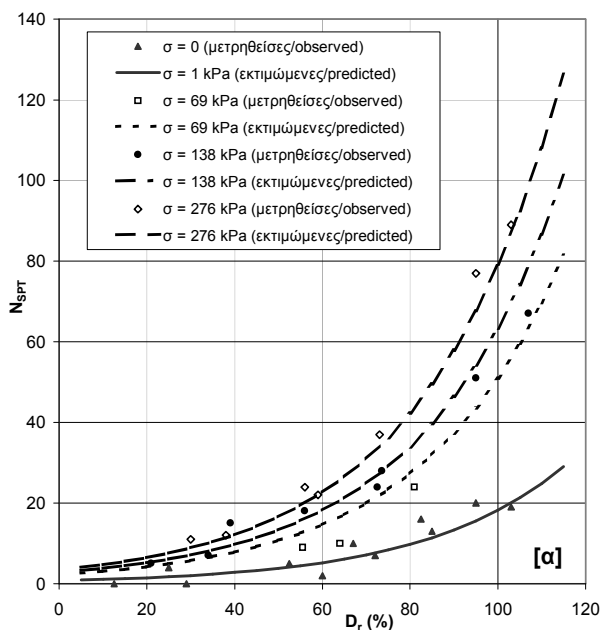 140
120
100
80
60
40
20
0
N_SPT
σ = 0 (μετρηθείσες/observed)
σ = 1 kPa (εκτιμώμενες/predicted)
σ = 69 kPa (μετρηθείσες/observed)
σ = 69 kPa (εκτιμώμενες/predicted)
σ = 138 kPa (μετρηθείσες/observed)
σ = 138 kPa (εκτιμώμενες/predicted)
σ = 276 kPa (μετρηθείσες/observed)
σ = 276 kPa (εκτιμώμενες/predicted)
[α]
0 20 40 60 80 100 120
D_r (%)